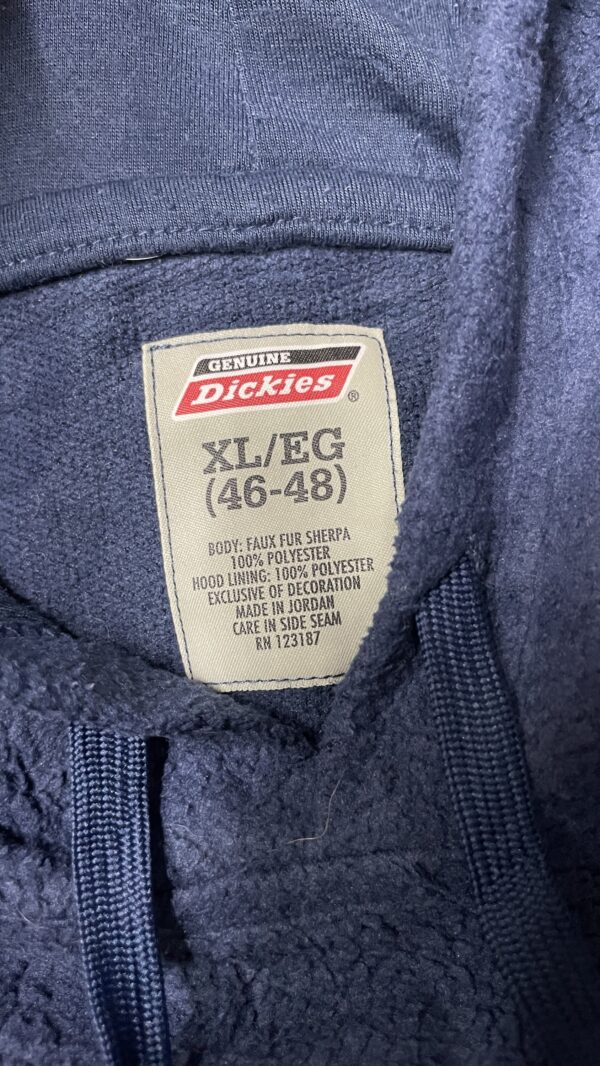 GENUINE
Dickies®
XL/EG
(46-48)
BODY: FAUX FUR SHERPA
100% POLYESTER
HOOD LINING: 100% POLYESTER
EXCLUSIVE OF DECORATION
MADE IN JORDAN
CARE IN SIDE SEAM
RN 123187